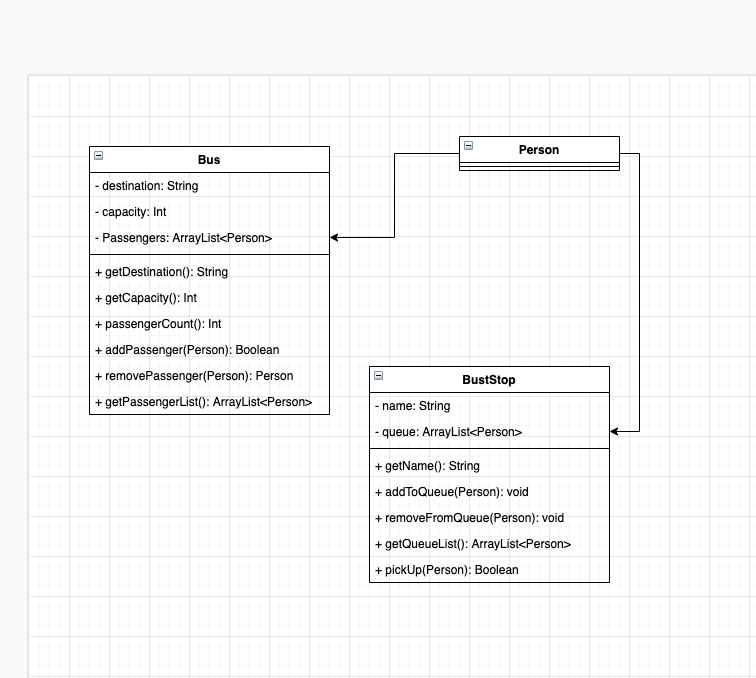 Bus
- destination: String
- capacity: Int
- Passengers: ArrayList<Person>
+ getDestination(): String
+ getCapacity(): Int
+ passengerCount(): Int
+ addPassenger(Person): Boolean
+ removePassenger(Person): Person
+ getPassengerList(): ArrayList<Person>
Person
BustStop
- name: String
- queue: ArrayList<Person>
+ getName(): String
+ addToQueue(Person): void
+ removeFromQueue(Person): void
+ getQueueList(): ArrayList<Person>
+ pickUp(Person): Boolean